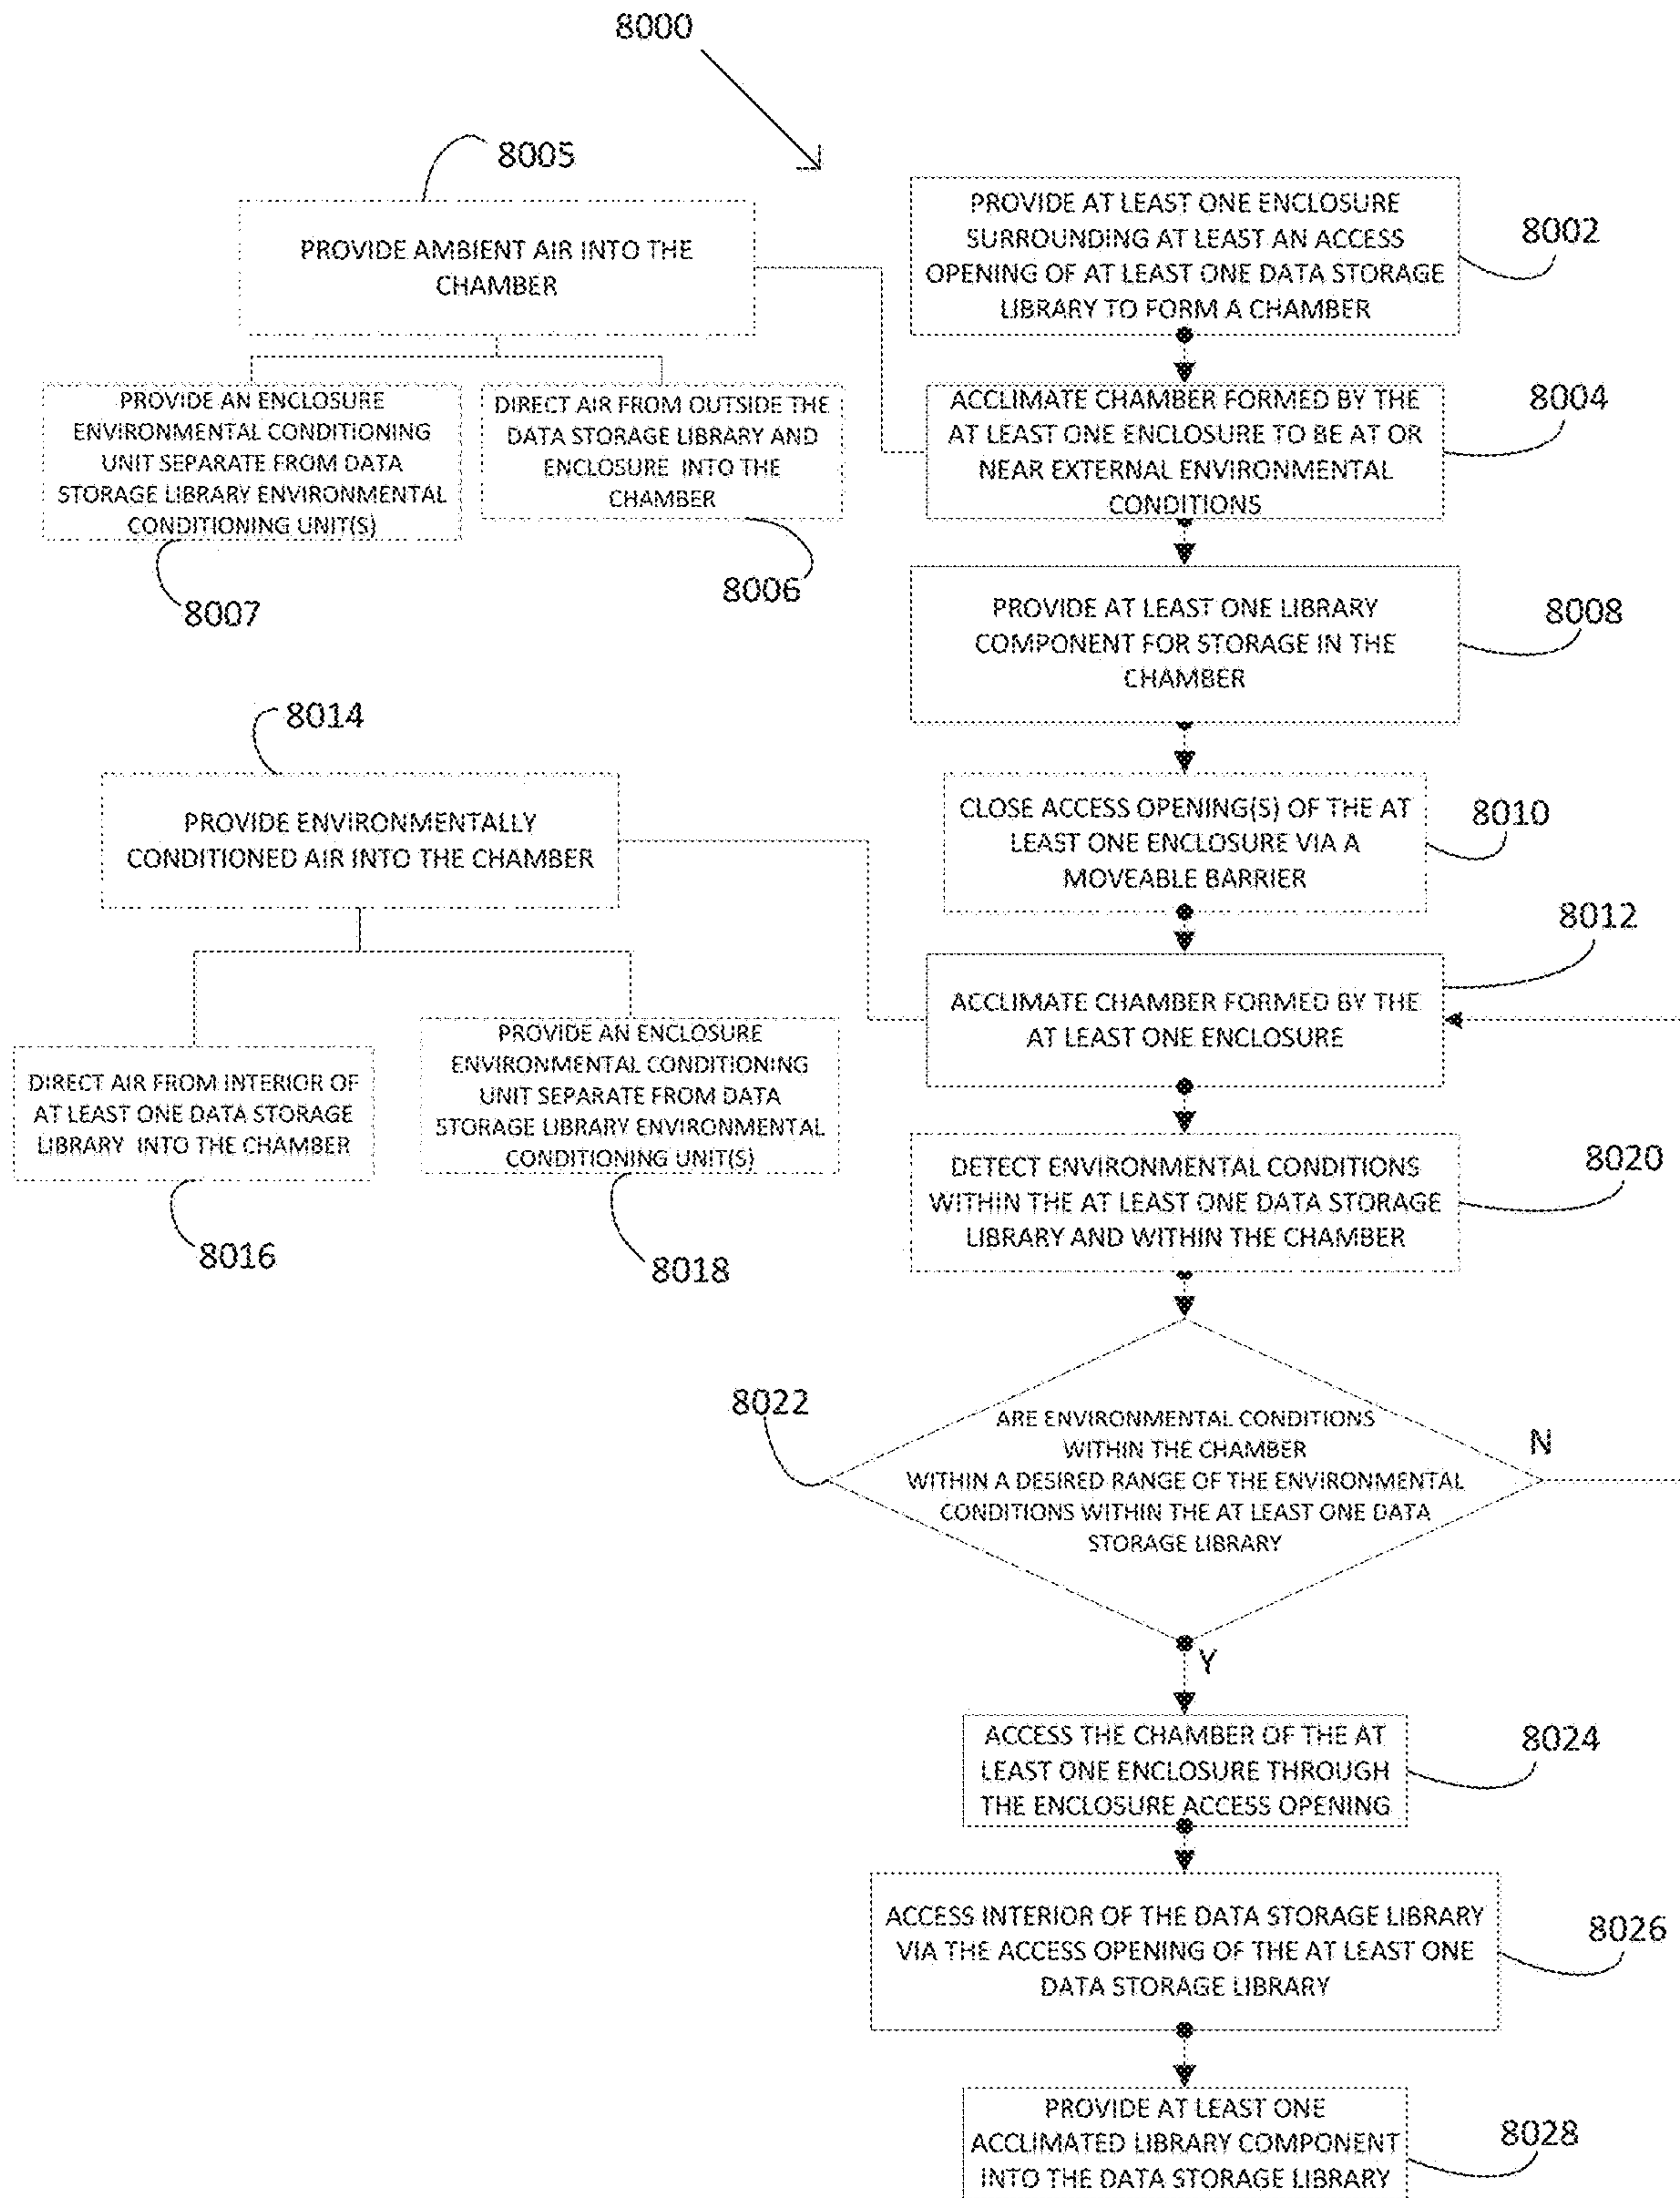 8000
8005
PROVIDE AMBIENT AIR INTO THE
CHAMBER
PROVIDE AN ENCLOSURE
ENVIRONMENTAL CONDITIONING
UNIT SEPARATE FROM DATA
STORAGE LIBRARY ENVIRONMENTAL
CONDITIONING UNIT(S)
8007
DIRECT AIR FROM OUTSIDE THE
DATA STORAGE LIBRARY AND
ENCLOSURE INTO THE
CHAMBER
8006
PROVIDE AT LEAST ONE ENCLOSURE
SURROUNDING AT LEAST AN ACCESS
OPENING OF AT LEAST ONE DATA STORAGE
LIBRARY TO FORM A CHAMBER
8002
ACCLIMATE CHAMBER FORMED BY THE
AT LEAST ONE ENCLOSURE TO BE AT OR
NEAR EXTERNAL ENVIRONMENTAL
CONDITIONS
8004
PROVIDE AT LEAST ONE LIBRARY
COMPONENT FOR STORAGE IN THE
CHAMBER
8008
CLOSE ACCESS OPENING(S) OF THE AT
LEAST ONE ENCLOSURE VIA A
MOVEABLE BARRIER
8010
8014
PROVIDE ENVIRONMENTALLY
CONDITIONED AIR INTO THE CHAMBER
DIRECT AIR FROM INTERIOR OF
AT LEAST ONE DATA STORAGE
LIBRARY INTO THE CHAMBER
8016
PROVIDE AN ENCLOSURE
ENVIRONMENTAL CONDITIONING
UNIT SEPARATE FROM DATA
STORAGE LIBRARY ENVIRONMENTAL
CONDITIONING UNIT(S)
8018
8012
ACCLIMATE CHAMBER FORMED BY THE
AT LEAST ONE ENCLOSURE
DETECT ENVIRONMENTAL CONDITIONS
WITHIN THE AT LEAST ONE DATA STORAGE
LIBRARY AND WITHIN THE CHAMBER
8020
8022
ARE ENVIRONMENTAL CONDITIONS
WITHIN THE CHAMBER
WITHIN A DESIRED RANGE OF THE ENVIRONMENTAL
CONDITIONS WITHIN THE AT LEAST ONE DATA
STORAGE LIBRARY
N
Y
ACCESS THE CHAMBER OF THE AT
LEAST ONE ENCLOSURE THROUGH
THE ENCLOSURE ACCESS OPENING
8024
ACCESS INTERIOR OF THE DATA STORAGE LIBRARY
VIA THE ACCESS OPENING OF THE AT LEAST ONE
DATA STORAGE LIBRARY
8026
PROVIDE AT LEAST ONE
ACCLIMATED LIBRARY COMPONENT
INTO THE DATA STORAGE LIBRARY
8028